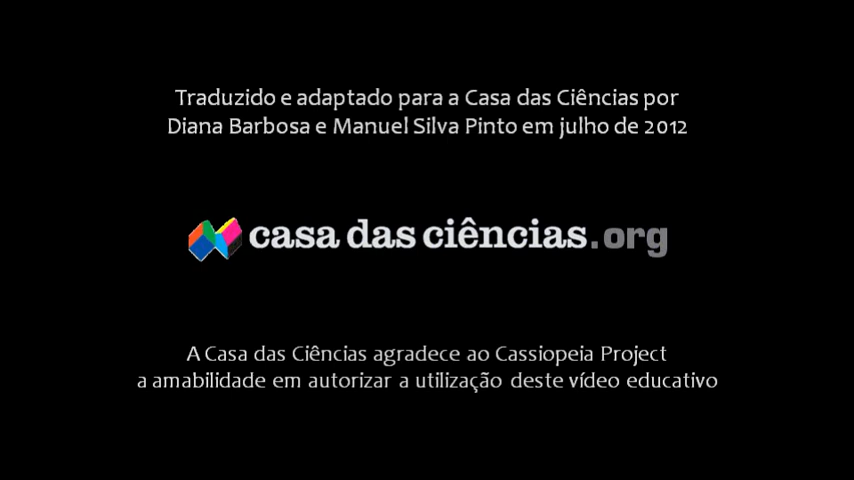 Traduzido e adaptado para a Casa das Ciências por
Diana Barbosa e Manuel Silva Pinto em julho de 2012
casa das ciências.org
A Casa das Ciências agradece ao Cassiopeia Project
a amabilidade em autorizar a utilização deste vídeo educativo